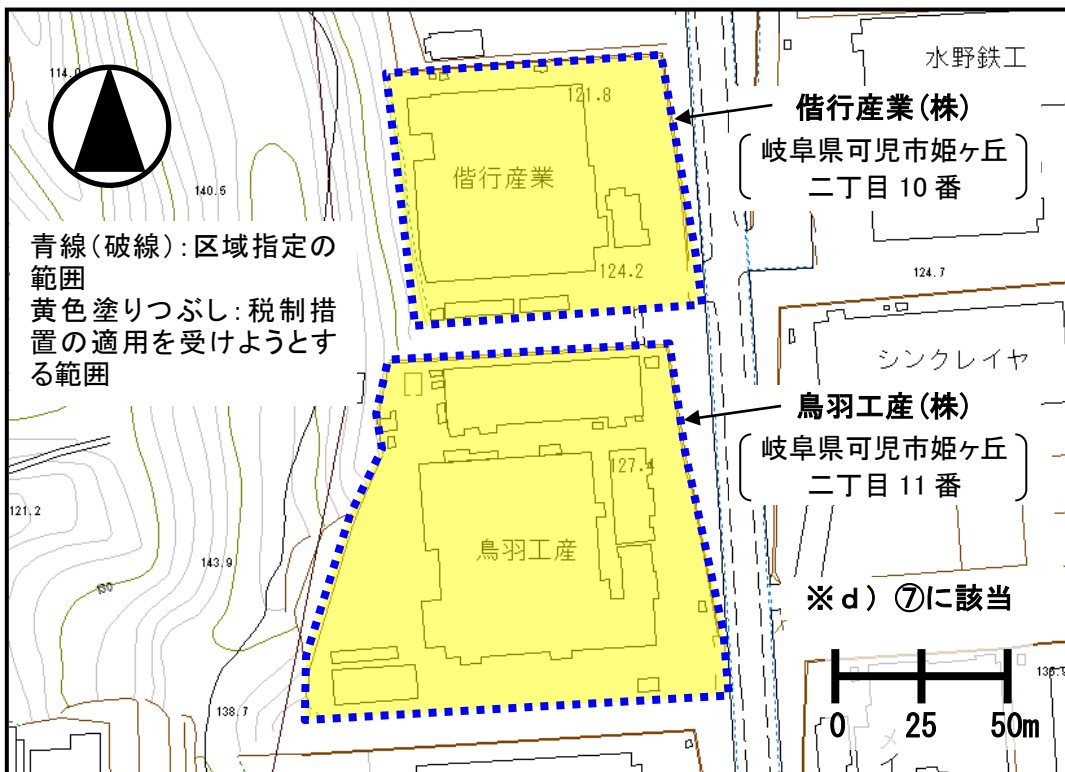 水野鉄工
114.0
121.8
偕行産業(株)
岐阜県可児市姫ヶ丘
二丁目 10 番
偕行産業
140.5
青線(破線):区域指定の
範囲
黄色塗りつぶし:税制措
置の適用を受けようとす
る範囲
124.2
124.7
シンクレイヤ
鳥羽工産(株)
岐阜県可児市姫ヶ丘
二丁目 11 番
127.4
121.2
鳥羽工産
143.9
130
※d) ⑦に該当
138.7
0 25 50m
メイ